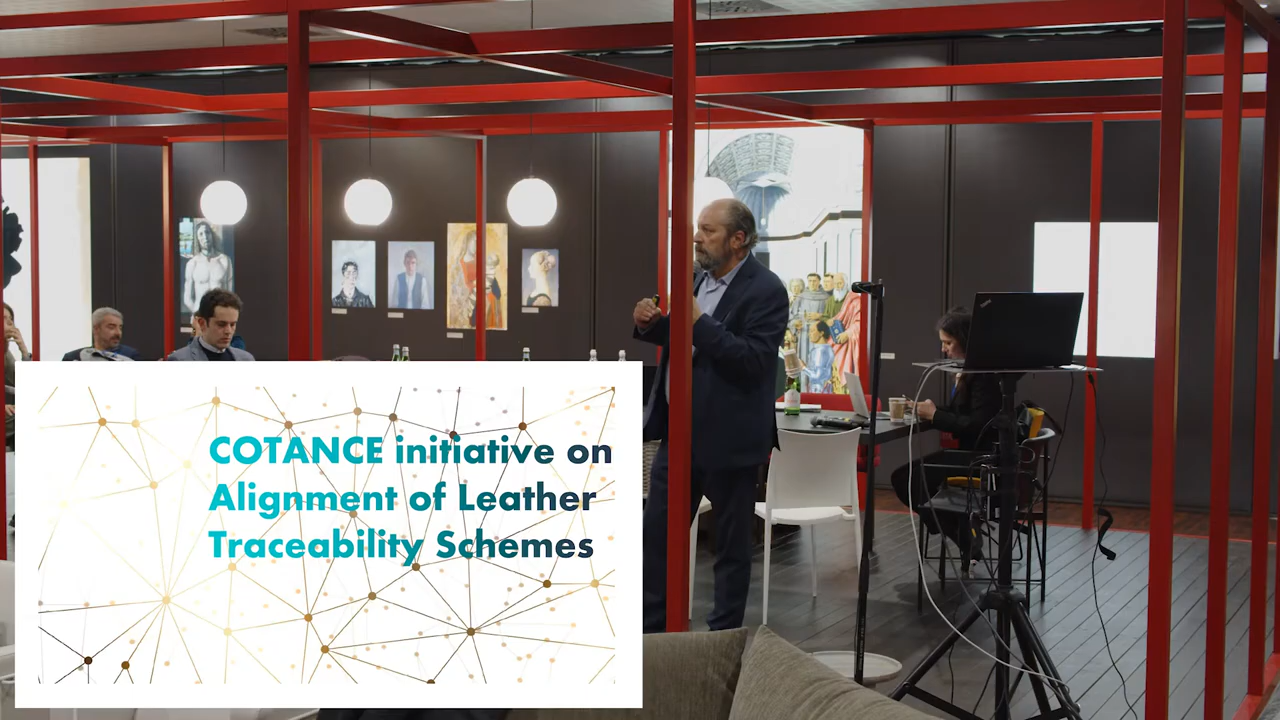 COTANCE initiative on
Alignment of Leather
Traceability Schemes